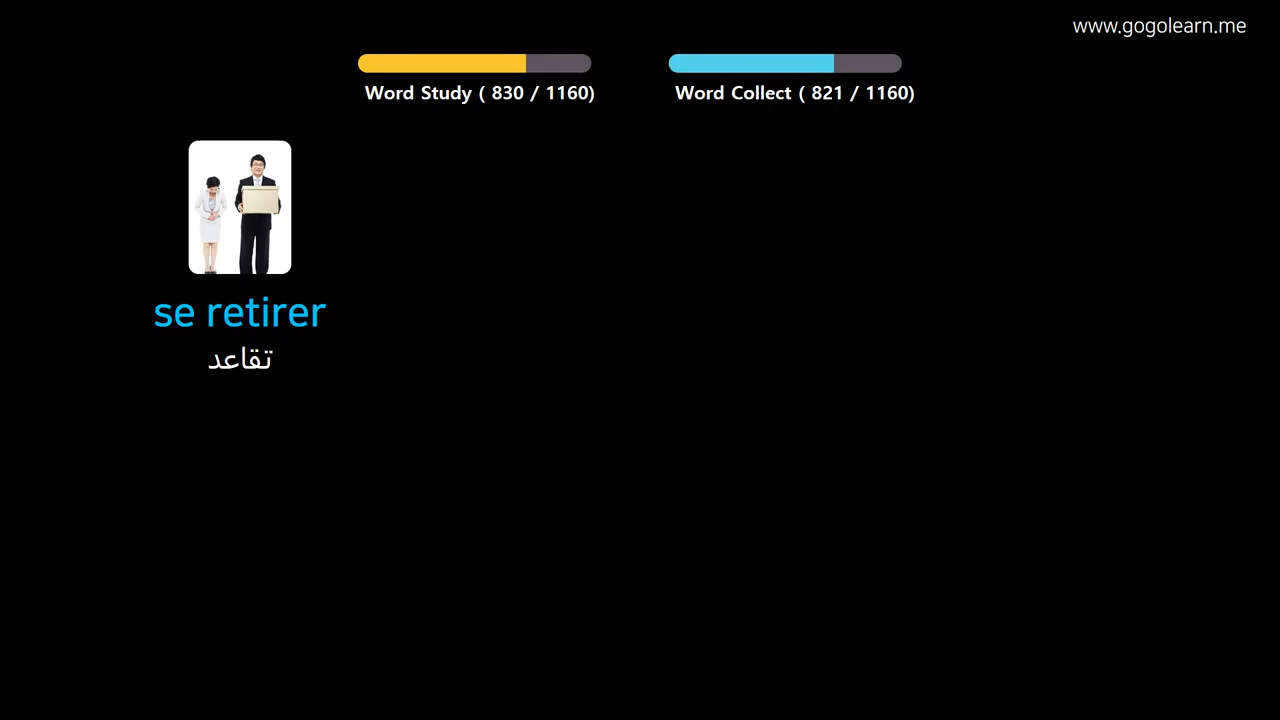 www.gogolearn.me
Word Study ( 830 / 1160)
Word Collect ( 821 / 1160)
se retirer
تقاعد